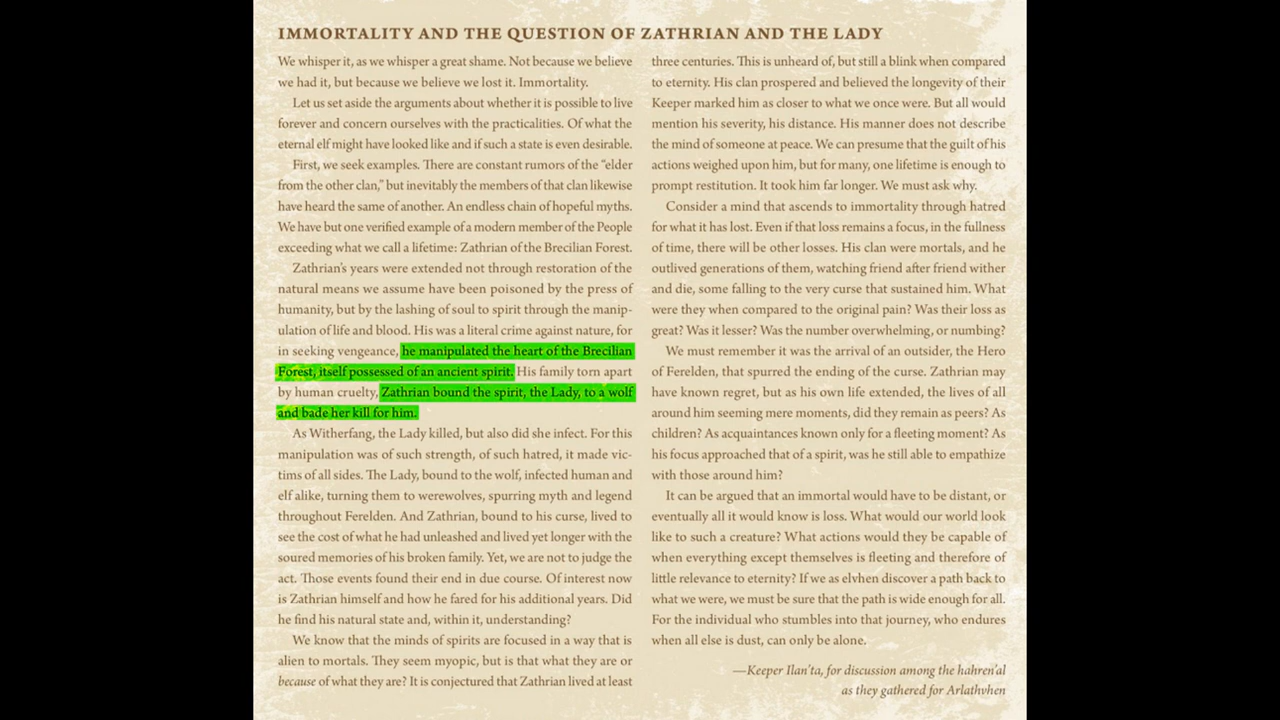 IMMORTALITY AND THE QUESTION OF ZATHRIAN AND THE LADY
We whisper it, as we whisper a great shame. Not because we believe
we had it, but because we believe we lost it. Immortality.
Let us set aside the arguments about whether it is possible to live
forever and concern ourselves with the practicalities. Of what the
eternal elf might have looked like and if such a state is even desirable.
First, we seek examples. There are constant rumors of the “elder
from the other clan,” but inevitably the members of that clan likewise
have heard the same of another. An endless chain of hopeful myths.
We have but one verified example of a modern member of the People
exceeding what we call a lifetime: Zathrian of the Brecilian Forest.
Zathrian’s years were extended not through restoration of the
natural means we assume have been poisoned by the press of
humanity, but by the lashing of soul to spirit through the manip-
ulation of life and blood. His was a literal crime against nature, for
in seeking vengeance, he manipulated the heart of the Brecilian
Forest, itself possessed of an ancient spirit. His family torn apart
by human cruelty, Zathrian bound the spirit, the Lady, to a wolf
and bade her kill for him.
As Witherfang, the Lady killed, but also did she infect. For this
manipulation was of such strength, of such hatred, it made vic-
tims of all sides. The Lady, bound to the wolf, infected human and
elf alike, turning them to werewolves, spurring myth and legend
throughout Ferelden. And Zathrian, bound to his curse, lived to
see the cost of what he had unleashed and lived yet longer with the
soured memories of his broken family. Yet, we are not to judge the
act. Those events found their end in due course. Of interest now
is Zathrian himself and how he fared for his additional years. Did
he find his natural state and, within it, understanding?
We know that the minds of spirits are focused in a way that is
alien to mortals. They seem myopic, but is that what they are or
because of what they are? It is conjectured that Zathrian lived at least
three centuries. This is unheard of, but still a blink when compared
to eternity. His clan prospered and believed the longevity of their
Keeper marked him as closer to what we once were. But all would
mention his severity, his distance. His manner does not describe
the mind of someone at peace. We can presume that the guilt of his
actions weighed upon him, but for many, one lifetime is enough to
prompt restitution. It took him far longer. We must ask why.
Consider a mind that ascends to immortality through hatred
for what it has lost. Even if that loss remains a focus, in the fullness
of time, there will be other losses. His clan were mortals, and he
outlived generations of them, watching friend after friend wither
and die, some falling to the very curse that sustained him. What
were they when compared to the original pain? Was their loss as
great? Was it lesser? Was the number overwhelming, or numbing?
We must remember it was the arrival of an outsider, the Hero
of Ferelden, that spurred the ending of the curse. Zathrian may
have known regret, but as his own life extended, the lives of all
around him seeming mere moments, did they remain as peers? As
children? As acquaintances known only for a fleeting moment? As
his focus approached that of a spirit, was he still able to empathize
with those around him?
It can be argued that an immortal would have to be distant, or
eventually all it would know is loss. What would our world look
like to such a creature? What actions would they be capable of
when everything except themselves is fleeting and therefore of
little relevance to eternity? If we as elvhen discover a path back to
what we were, we must be sure that the path is wide enough for all.
For the individual who stumbles into that journey, who endures
when all else is dust, can only be alone.
—Keeper Ilan’ta, for discussion among the hahren’al
as they gathered for Arlathvhen